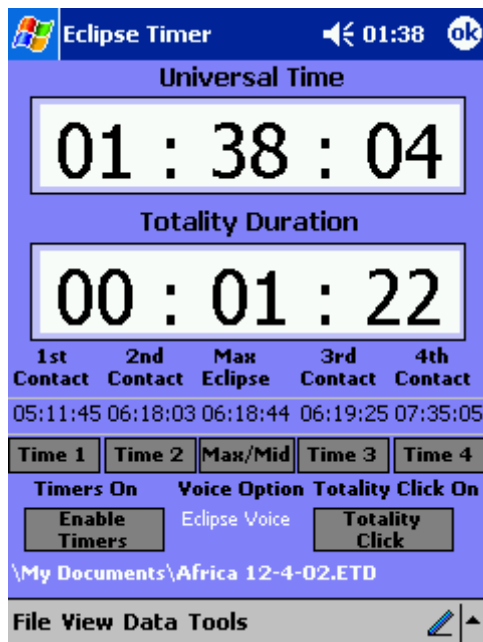 Eclipse Timer 01:38 ok
Universal Time
01 : 38 : 04
Totality Duration
00 : 01 : 22
1st 2nd Max 3rd 4th
Contact Contact Eclipse Contact Contact
05:11:45 06:18:03 06:18:44 06:19:25 07:35:05
Time 1 Time 2 Max/Mid Time 3 Time 4
Timers On Voice Option Totality Click On
Enable Eclipse Voice Totality
Timers Click
\My Documents\Africa 12-4-02.ETD
File View Data Tools